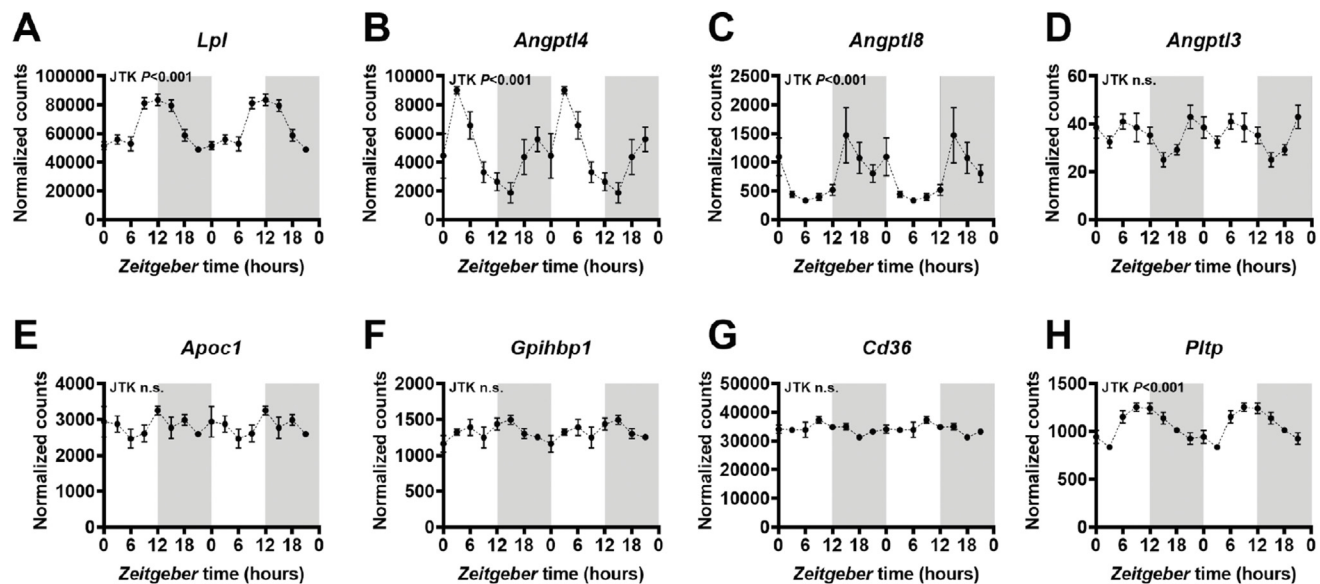 A
Lpl
JTK P<0.001
Normalized counts
100000
80000
60000
40000
20000
0
0 6 12 18 0 6 12 18 0
Zeitgeber time (hours)
B
Angptl4
JTK P<0.001
Normalized counts
10000
8000
6000
4000
2000
0
0 6 12 18 0 6 12 18 0
Zeitgeber time (hours)
C
Angptl8
JTK P<0.001
Normalized counts
2500
2000
1500
1000
500
0
0 6 12 18 0 6 12 18 0
Zeitgeber time (hours)
D
Angptl3
JTK n.s.
Normalized counts
60
40
20
0
0 6 12 18 0 6 12 18 0
Zeitgeber time (hours)
E
Apoc1
JTK n.s.
Normalized counts
4000
3000
2000
1000
0
0 6 12 18 0 6 12 18 0
Zeitgeber time (hours)
F
Gpihbp1
JTK n.s.
Normalized counts
2000
1500
1000
500
0
0 6 12 18 0 6 12 18 0
Zeitgeber time (hours)
G
Cd36
JTK n.s.
Normalized counts
50000
40000
30000
20000
10000
0
0 6 12 18 0 6 12 18 0
Zeitgeber time (hours)
H
Pltp
JTK P<0.001
Normalized counts
1500
1000
500
0
0 6 12 18 0 6 12 18 0
Zeitgeber time (hours)